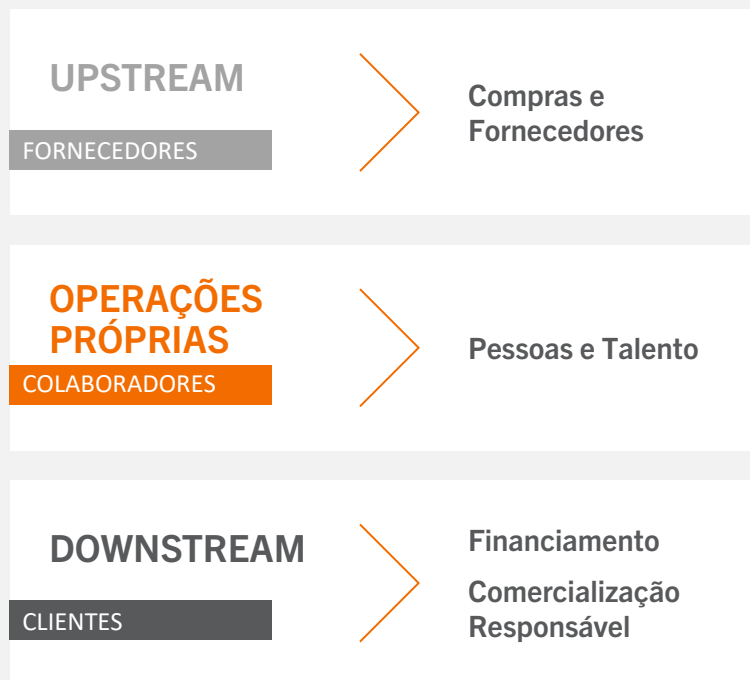 UPSTREAM
FORNECEDORES
Compras e
Fornecedores
OPERAÇÕES
PRÓPRIAS
COLABORADORES
Pessoas e Talento
DOWNSTREAM
CLIENTES
Financiamento
Comercialização
Responsável